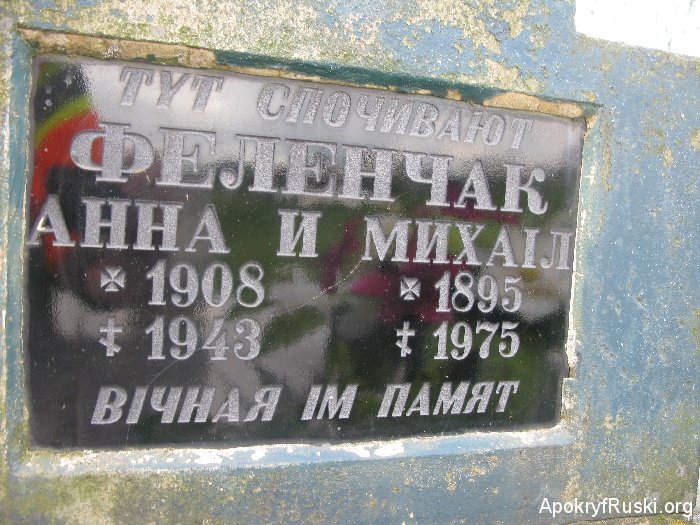 ТУТ СПОЧИВАЮТ
ФЕЛЕНЧАК
АННА И МИХАІЛ
1908 1895
1943 1975
ВІЧНАЯ ІМ ПАМЯТ
ApokryfRuski.org